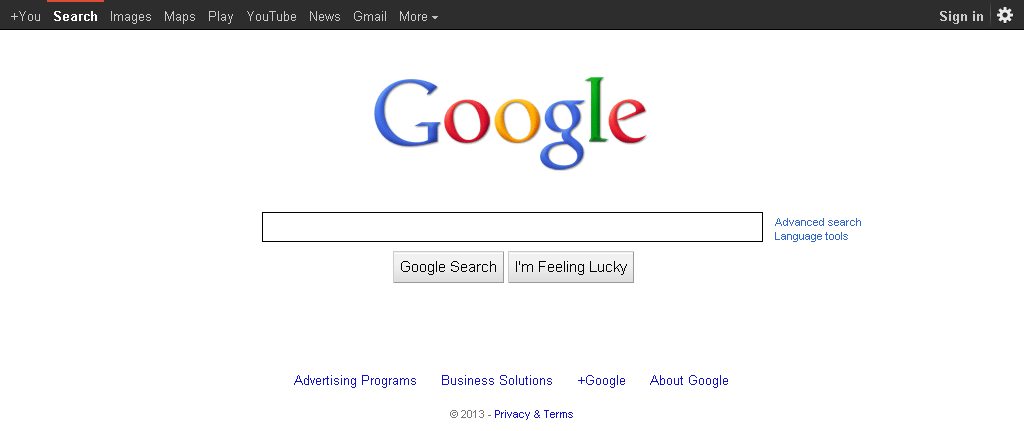 +You Search Images Maps Play YouTube News Gmail More Sign in
Google
Advanced search
Language tools
Google Search I'm Feeling Lucky
Advertising Programs Business Solutions +Google About Google
© 2013 - Privacy & Terms